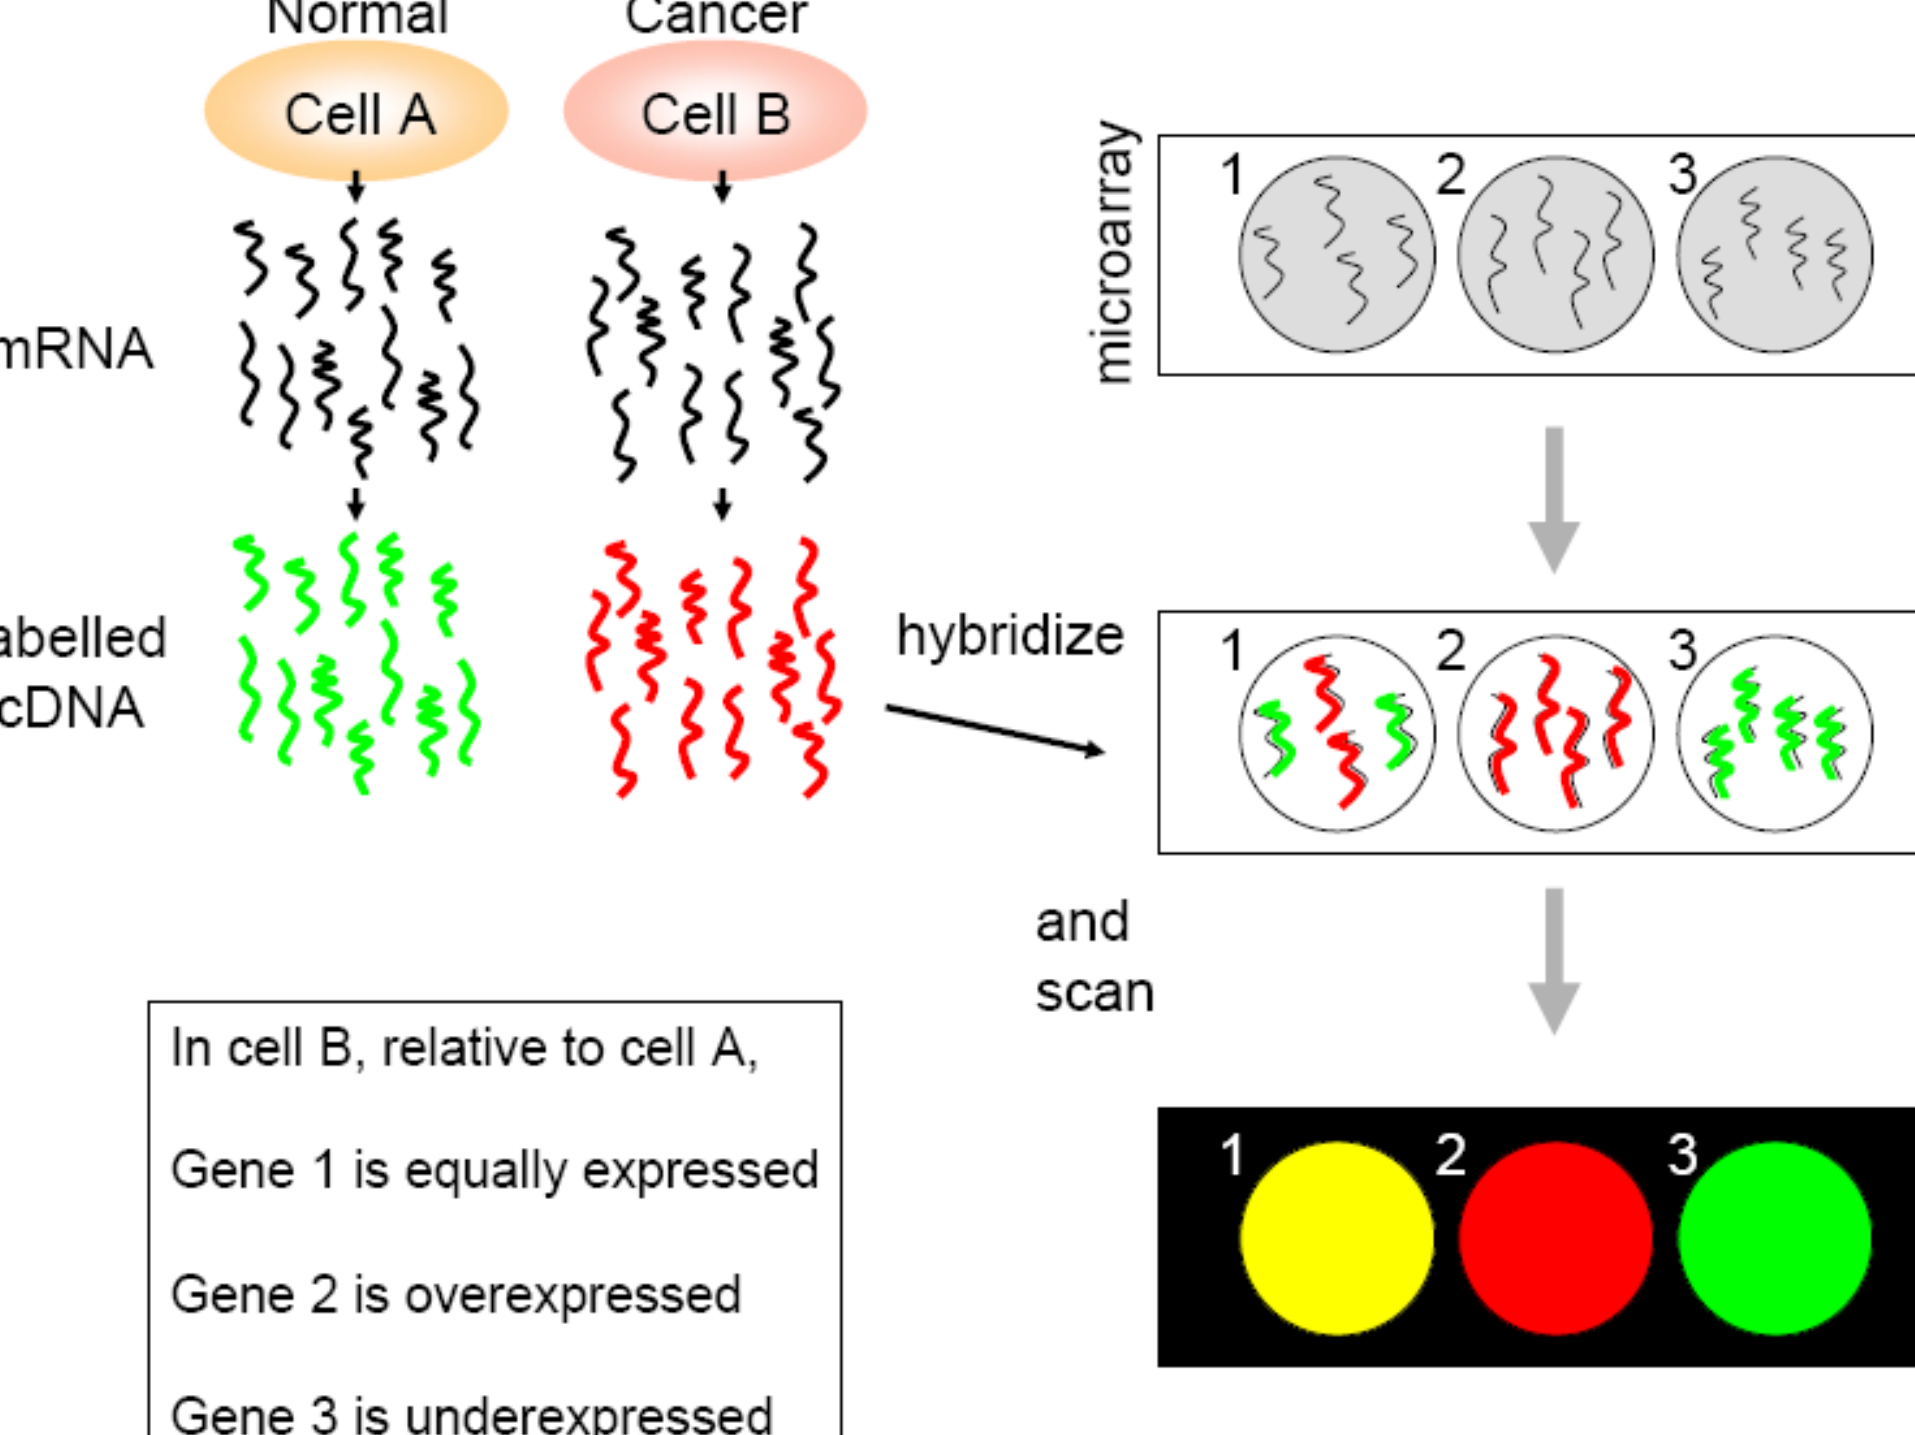 Normal
Cancer
Cell A
Cell B
mRNA
abelled
cDNA
hybridize
microarray
1 2 3
1 2 3
and
scan
1 2 3
In cell B, relative to cell A,
Gene 1 is equally expressed
Gene 2 is overexpressed
Gene 3 is underexpressed